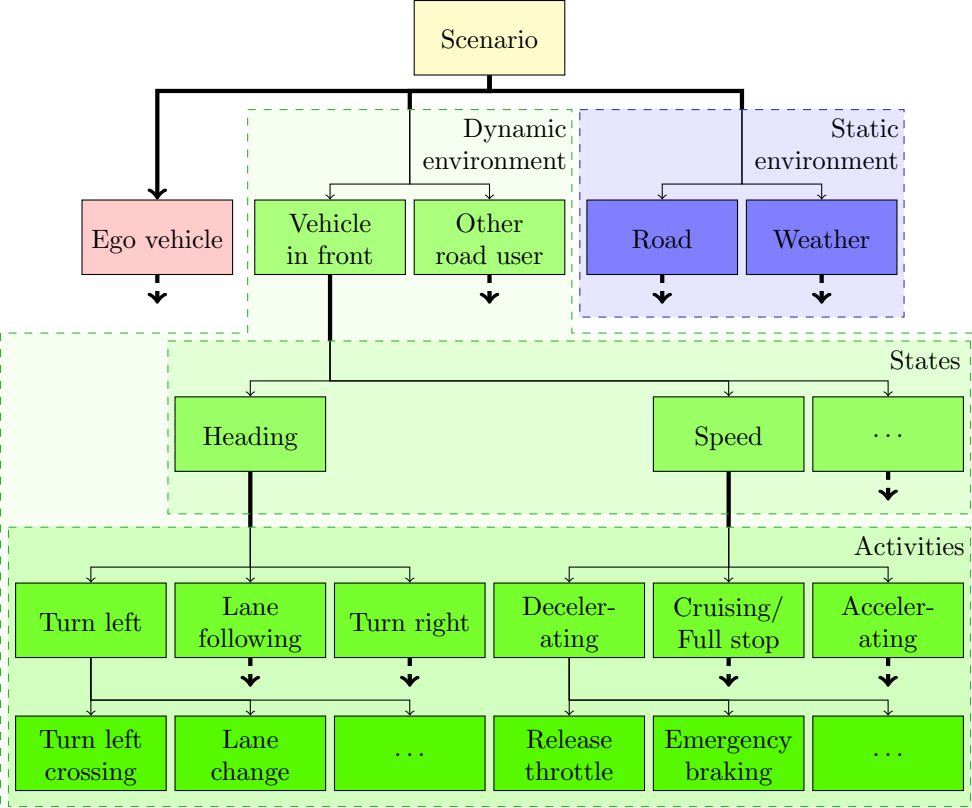 Scenario
Dynamic
environment
Static
environment
Ego vehicle
Vehicle
in front
Other
road user
Road
Weather
States
Heading
Speed
...
Activities
Turn left
Lane
following
Turn right
Deceler-
ating
Cruising/
Full stop
Acceler-
ating
Turn left
crossing
Lane
change
...
Release
throttle
Emergency
braking
...